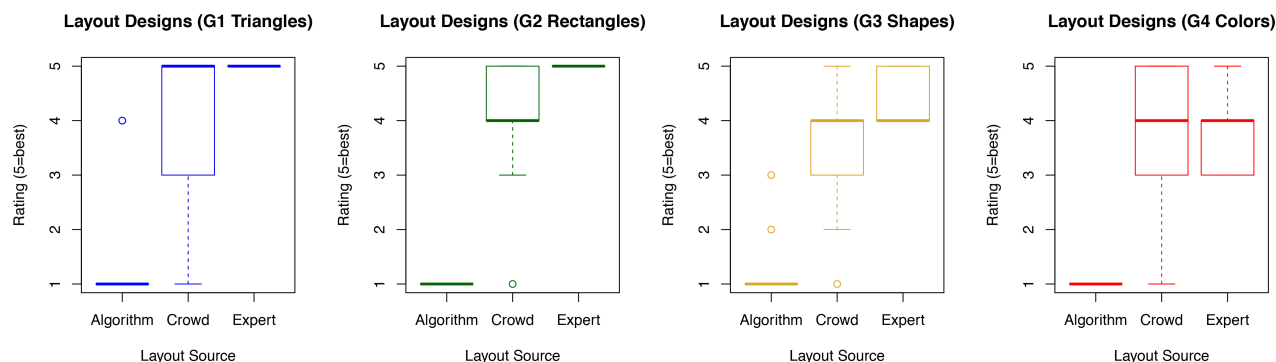 Layout Designs (G1 Triangles)
Rating (5=best)
5
4
3
2
1
Algorithm Crowd Expert
Layout Source
Layout Designs (G2 Rectangles)
Rating (5=best)
5
4
3
2
1
Algorithm Crowd Expert
Layout Source
Layout Designs (G3 Shapes)
Rating (5=best)
5
4
3
2
1
Algorithm Crowd Expert
Layout Source
Layout Designs (G4 Colors)
Rating (5=best)
5
4
3
2
1
Algorithm Crowd Expert
Layout Source